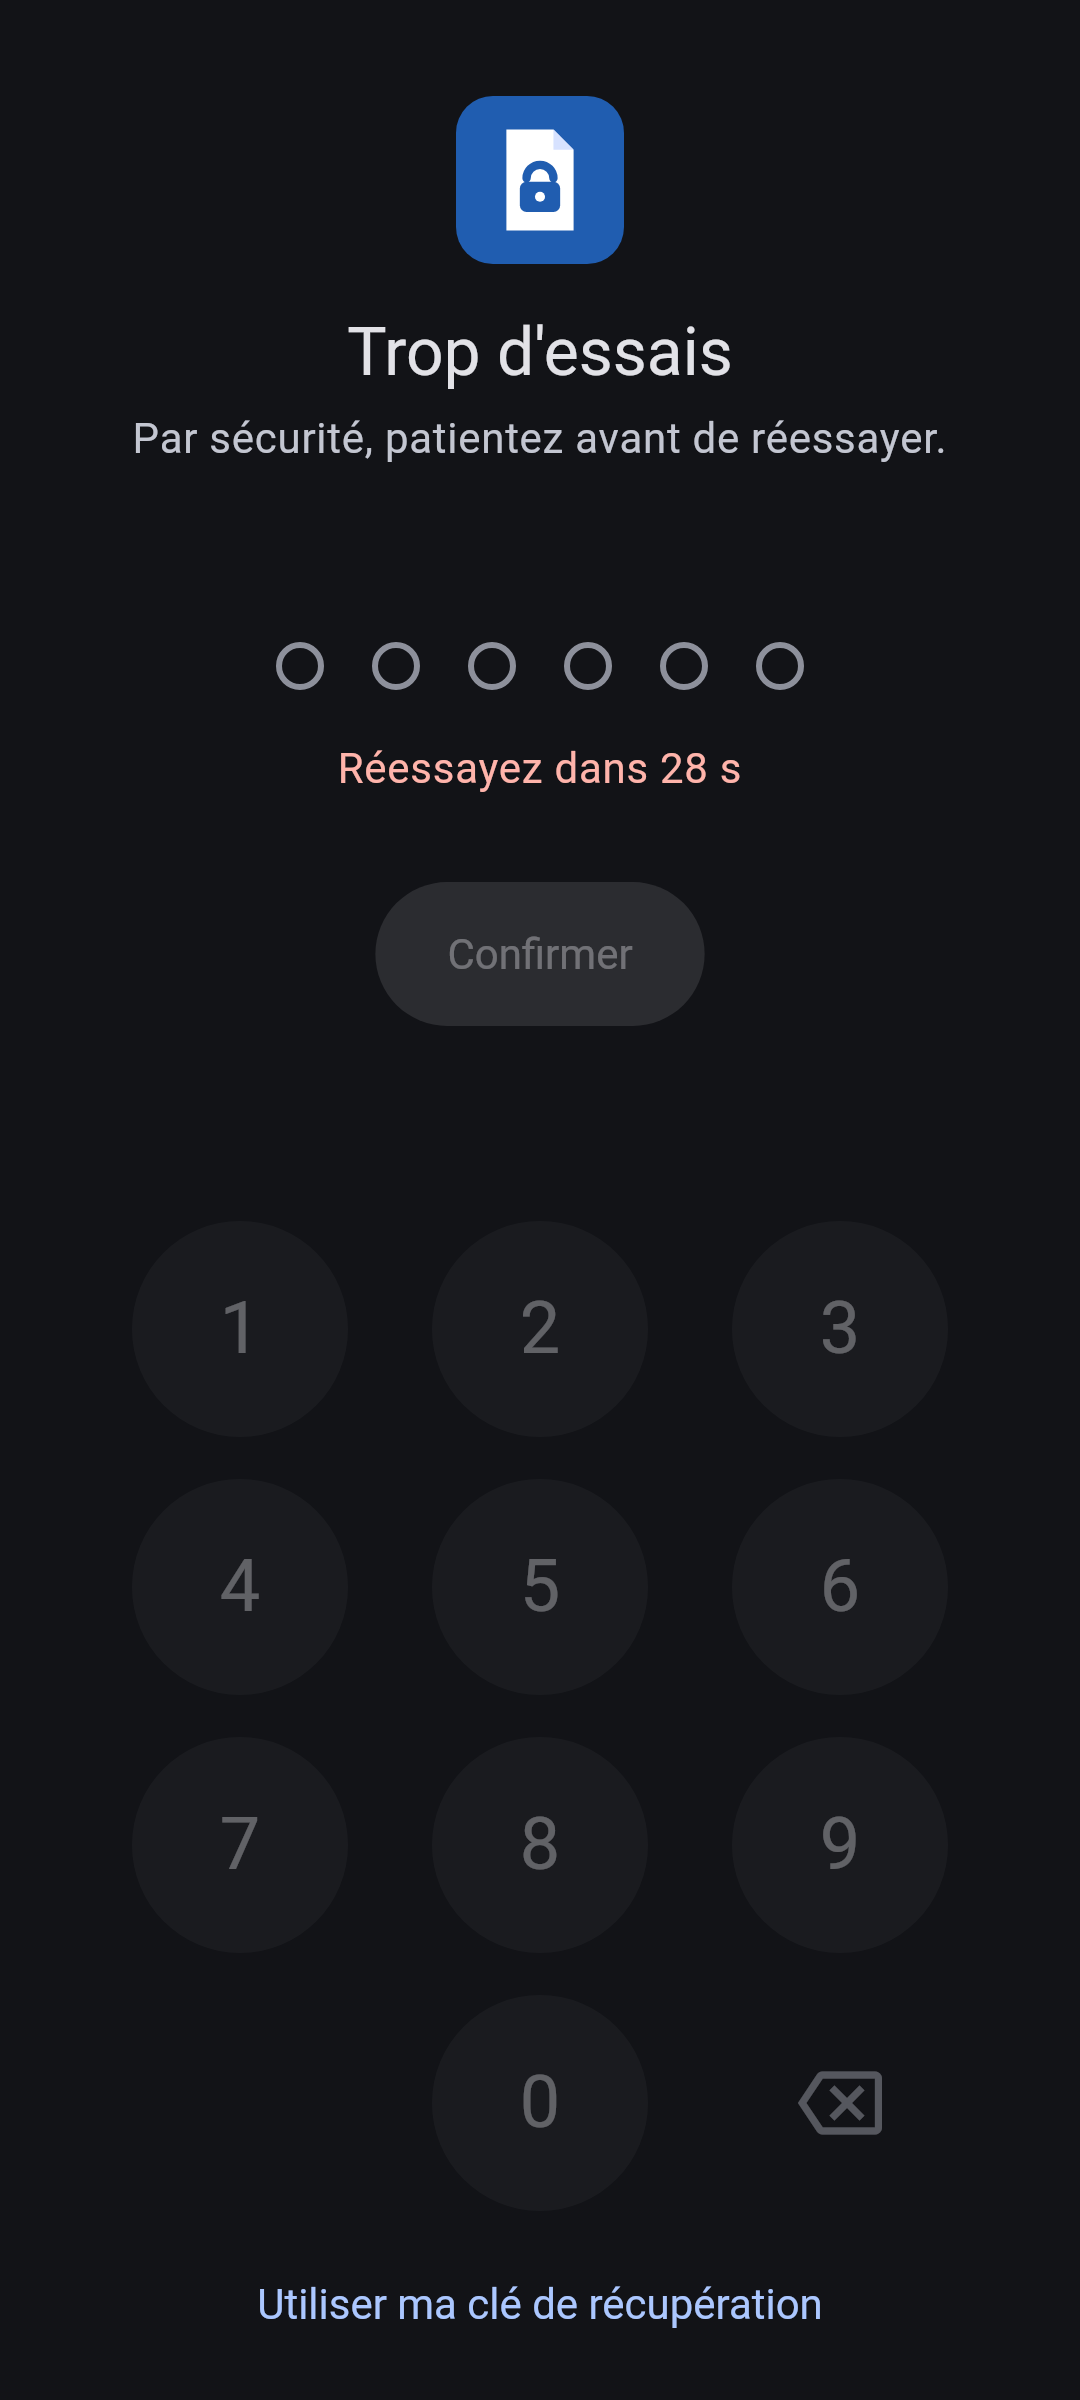 Trop d'essais
Par sécurité, patientez avant de réessayer.
Réessayez dans 28 s
Confirmer
1 2 3
4 5 6
7 8 9
0
Utiliser ma clé de récupération